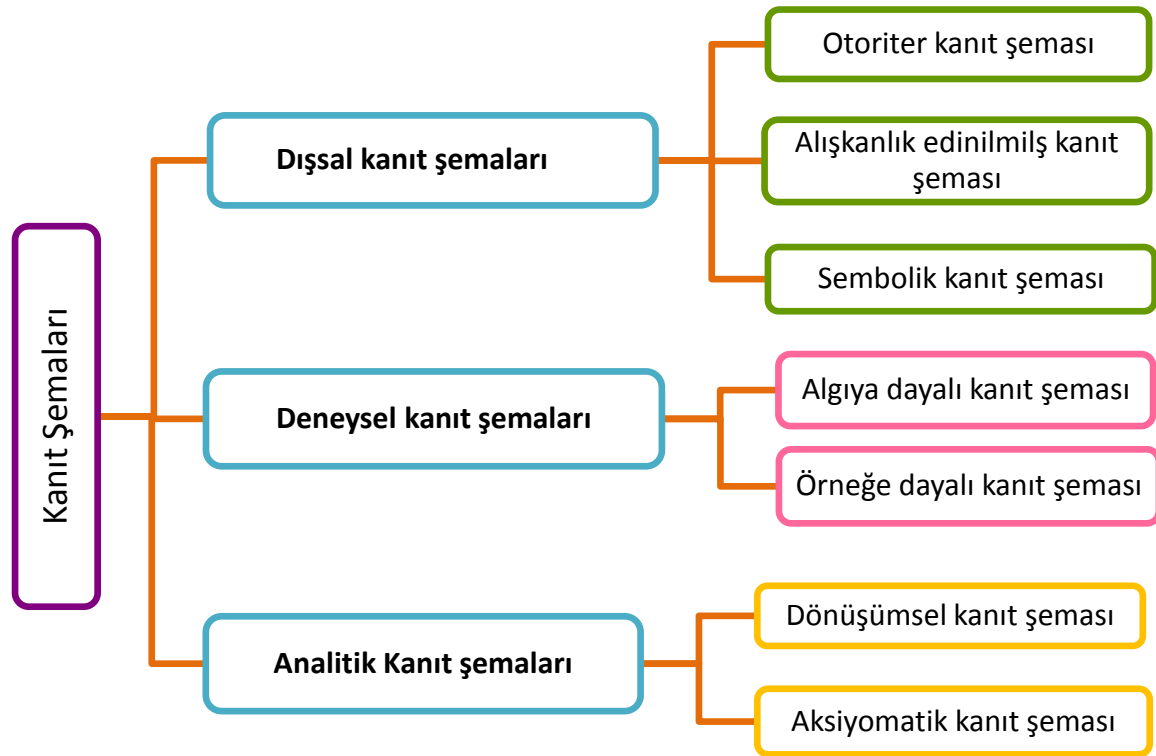 Kanıt Şemaları
Dışsal kanıt şemaları
Otoriter kanıt şeması
Alışkanlık edinilmilş kanıt
şeması
Sembolik kanıt şeması
Deneysel kanıt şemaları
Algıya dayalı kanıt şeması
Örneğe dayalı kanıt şeması
Analitik Kanıt şemaları
Dönüşümsel kanıt şeması
Aksiyomatik kanıt şeması